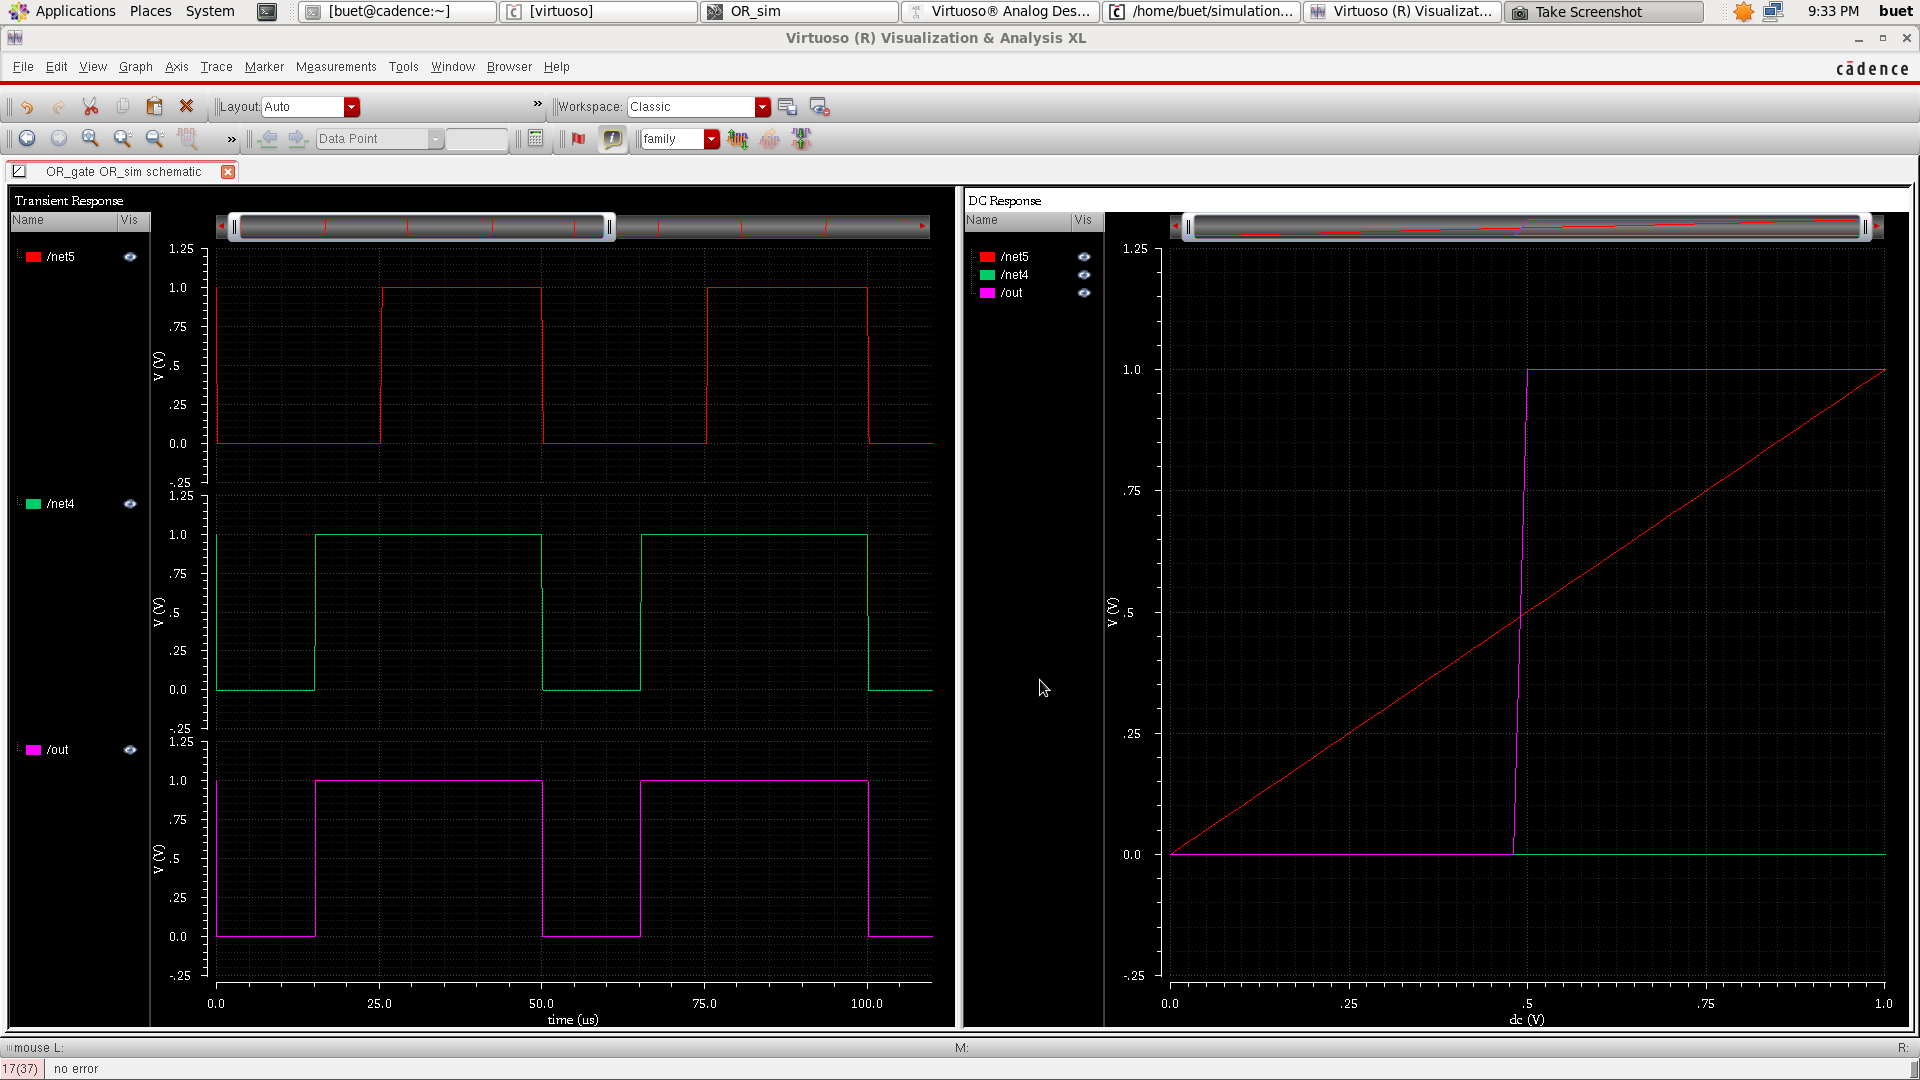 Applications Places System [buet@cadence:~] [virtuoso] OR_sim Virtuoso® Analog Des... /home/buet/simulation... Virtuoso (R) Visualizat... Take Screenshot 9:33 PM buet
Virtuoso (R) Visualization & Analysis XL
File Edit View Graph Axis Trace Marker Measurements Tools Window Browser Help
cādence
Layout: Auto » Workspace: Classic
» Data Point family
OR_gate OR_sim schematic
Transient Response
Name Vis
/net5
1.25
1.0
.75
.5
.25
0.0
-.25
V (V)
/net4
1.25
1.0
.75
.5
.25
0.0
-.25
V (V)
/out
1.25
1.0
.75
.5
.25
0.0
-.25
V (V)
0.0 25.0 50.0 75.0 100.0
time (us)
DC Response
Name Vis
/net5
/net4
/out
1.25
1.0
.75
.5
.25
0.0
-.25
V (V)
0.0 .25 .5 .75 1.0
dc (V)
mouse L: M: R:
17(37) no error